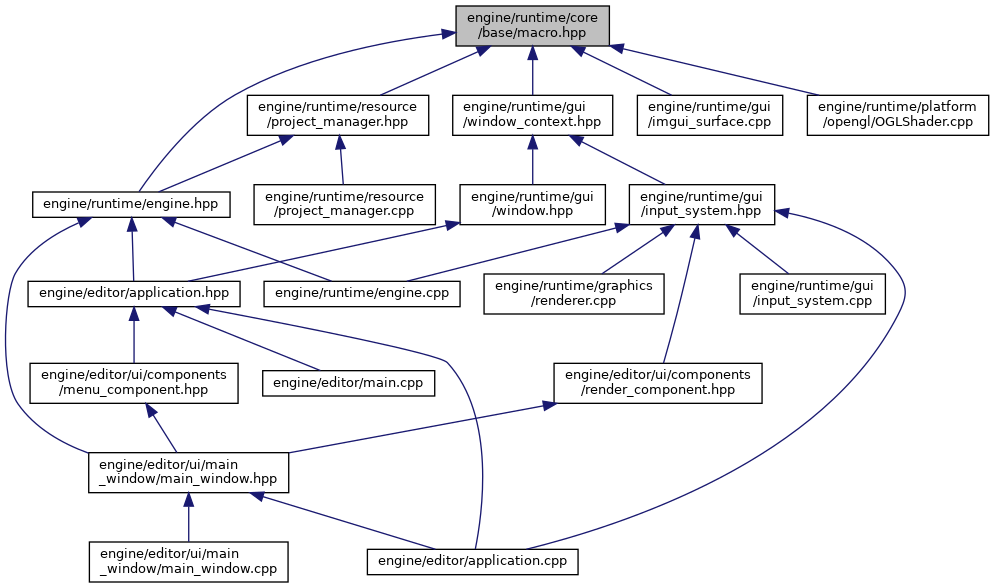 engine/runtime/core
/base/macro.hpp
engine/runtime/resource
/project_manager.hpp
engine/runtime/gui
/window_context.hpp
engine/runtime/gui
/imgui_surface.cpp
engine/runtime/platform
/opengl/OGLShader.cpp
engine/runtime/engine.hpp
engine/runtime/resource
/project_manager.cpp
engine/runtime/gui
/window.hpp
engine/runtime/gui
/input_system.hpp
engine/editor/application.hpp
engine/runtime/engine.cpp
engine/runtime/graphics
/renderer.cpp
engine/runtime/gui
/input_system.cpp
engine/editor/ui/components
/menu_component.hpp
engine/editor/main.cpp
engine/editor/ui/components
/render_component.hpp
engine/editor/ui/main
_window/main_window.hpp
engine/editor/ui/main
_window/main_window.cpp
engine/editor/application.cpp